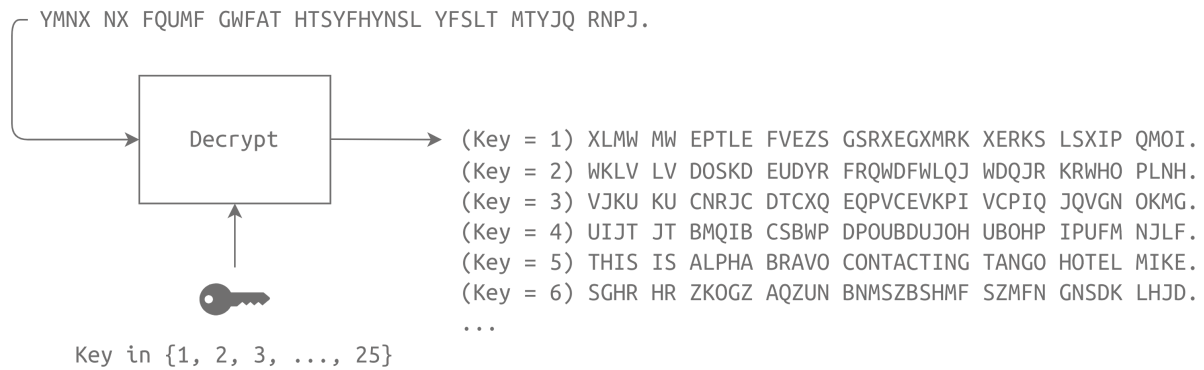 YMNX NX FQUMF GWFAT HTSYFHYNSL YFSLT MTYJQ RNPJ.
Decrypt
(Key = 1) XLMW MW EPTLE FVEZS GSRXEGXMRK XERKS LSXIP QMOI.
(Key = 2) WKLV LV DOSKD EUDYR FRQWDFWLQJ WDQJR KRWHO PLNH.
(Key = 3) VJKU KU CNRJC DTCXQ EQPVCEVKPI VCPIQ JQVGN OKMG.
(Key = 4) UIJT JT BMQIB CSBWP DPOUBDUJOH UBOHP IPUFM NJLF.
(Key = 5) THIS IS ALPHA BRAVO CONTACTING TANGO HOTEL MIKE.
(Key = 6) SGHR HR ZKOGZ AQZUN BNMSZBSHMF SZMFN GNSDK LHJD.
...
Key in {1, 2, 3, ..., 25}